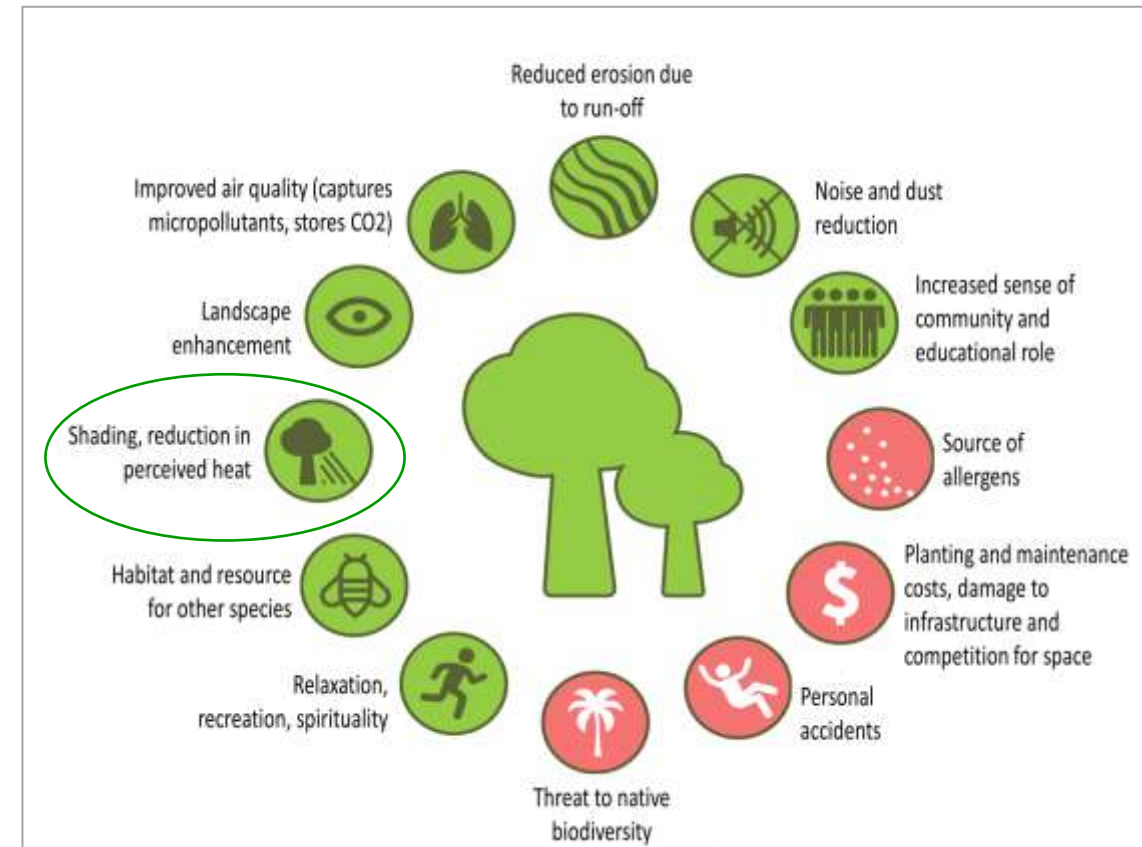 Reduced erosion due
to run-off
Noise and dust
reduction
Increased sense of
community and
educational role
Source of
allergens
Planting and maintenance
costs, damage to
infrastructure and
competition for space
Personal
accidents
Threat to native
biodiversity
Relaxation,
recreation, spirituality
Habitat and resource
for other species
Shading, reduction in
perceived heat
Landscape
enhancement
Improved air quality (captures
micropollutants, stores CO2)
$